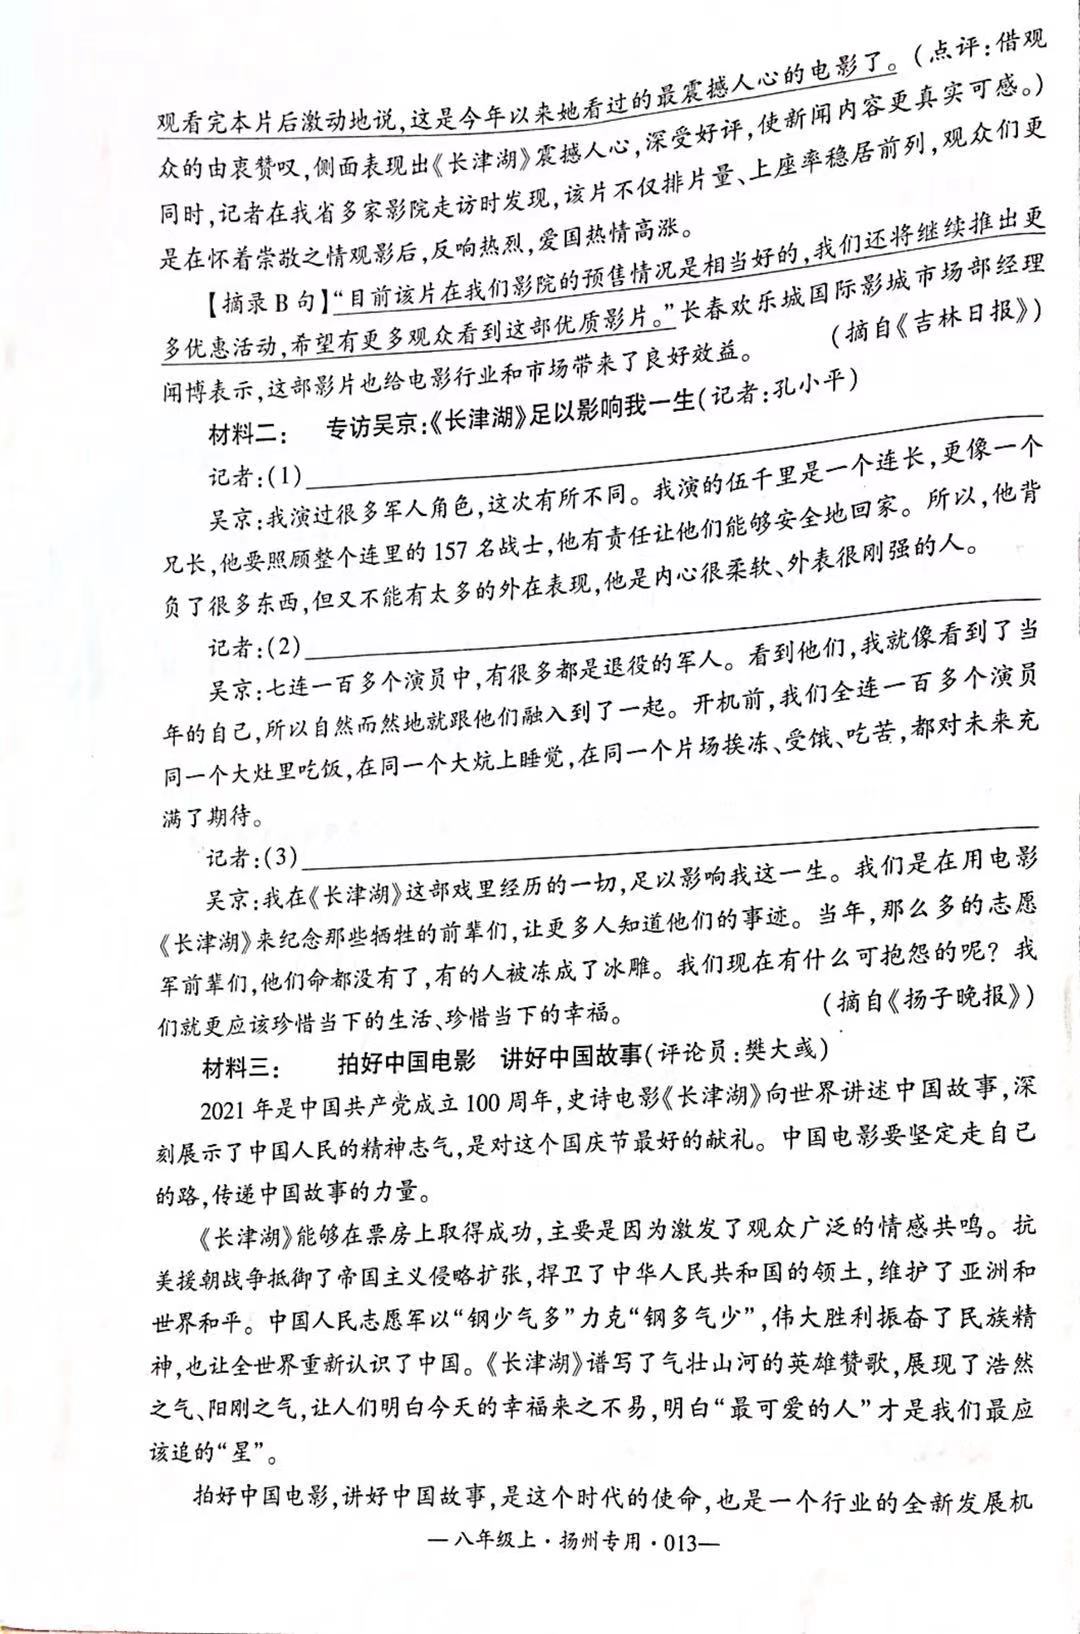 观看完本片后激动地说,这是今年以来她看过的最震撼人心的电影了。(点评:借观
众的由衷赞叹,侧面表现出《长津湖》震撼人心,深受好评,使新闻内容更真实可感。)
同时,记者在我省多家影院走访时发现,该片不仅排片量、上座率稳居前列,观众们更
是在怀着崇敬之情观影后,反响热烈,爱国热情高涨。
【摘录B句】“目前该片在我们影院的预售情况是相当好的,我们还将继续推出更
多优惠活动,希望有更多观众看到这部优质影片。”长春欢乐城国际影城市场部经理
闻博表示,这部影片也给电影行业和市场带来了良好效益。 (摘自《吉林日报》)
材料二: 专访吴京:《长津湖》足以影响我一生(记者:孔小平)
记者:(1)
吴京:我演过很多军人角色,这次有所不同。我演的伍千里是一个连长,更像一个
兄长,他要照顾整个连里的157名战士,他有责任让他们能够安全地回家。所以,他背
负了很多东西,但又不能有太多的外在表现,他是内心很柔软、外表很刚强的人。
记者:(2)
吴京:七连一百多个演员中,有很多都是退役的军人。看到他们,我就像看到了当
年的自己,所以自然而然地就跟他们融入到了一起。开机前,我们全连一百多个演员
同一个大灶里吃饭,在同一个大炕上睡觉,在同一个片场挨冻、受饿、吃苦,都对未来充
满了期待。
记者:(3)
吴京:我在《长津湖》这部戏里经历的一切,足以影响我这一生。我们是在用电影
《长津湖》来纪念那些牺牲的前辈们,让更多人知道他们的事迹。当年,那么多的志愿
军前辈们,他们命都没有了,有的人被冻成了冰雕。我们现在有什么可抱怨的呢?我
们就更应该珍惜当下的生活、珍惜当下的幸福。 (摘自《扬子晚报》)
材料三: 拍好中国电影 讲好中国故事(评论员:樊大彧)
2021年是中国共产党成立100周年,史诗电影《长津湖》向世界讲述中国故事,深
刻展示了中国人民的精神志气,是对这个国庆节最好的献礼。中国电影要坚定走自己
的路,传递中国故事的力量。
《长津湖》能够在票房上取得成功,主要是因为激发了观众广泛的情感共鸣。抗
美援朝战争抵御了帝国主义侵略扩张,捍卫了中华人民共和国的领土,维护了亚洲和
世界和平。中国人民志愿军以“钢少气多”力克“钢多气少”,伟大胜利振奋了民族精
神,也让全世界重新认识了中国。《长津湖》谱写了气壮山河的英雄赞歌,展现了浩然
之气、阳刚之气,让人们明白今天的幸福来之不易,明白“最可爱的人”才是我们最应
该追的“星”。
拍好中国电影,讲好中国故事,是这个时代的使命,也是一个行业的全新发展机
—八年级上·扬州专用·013—